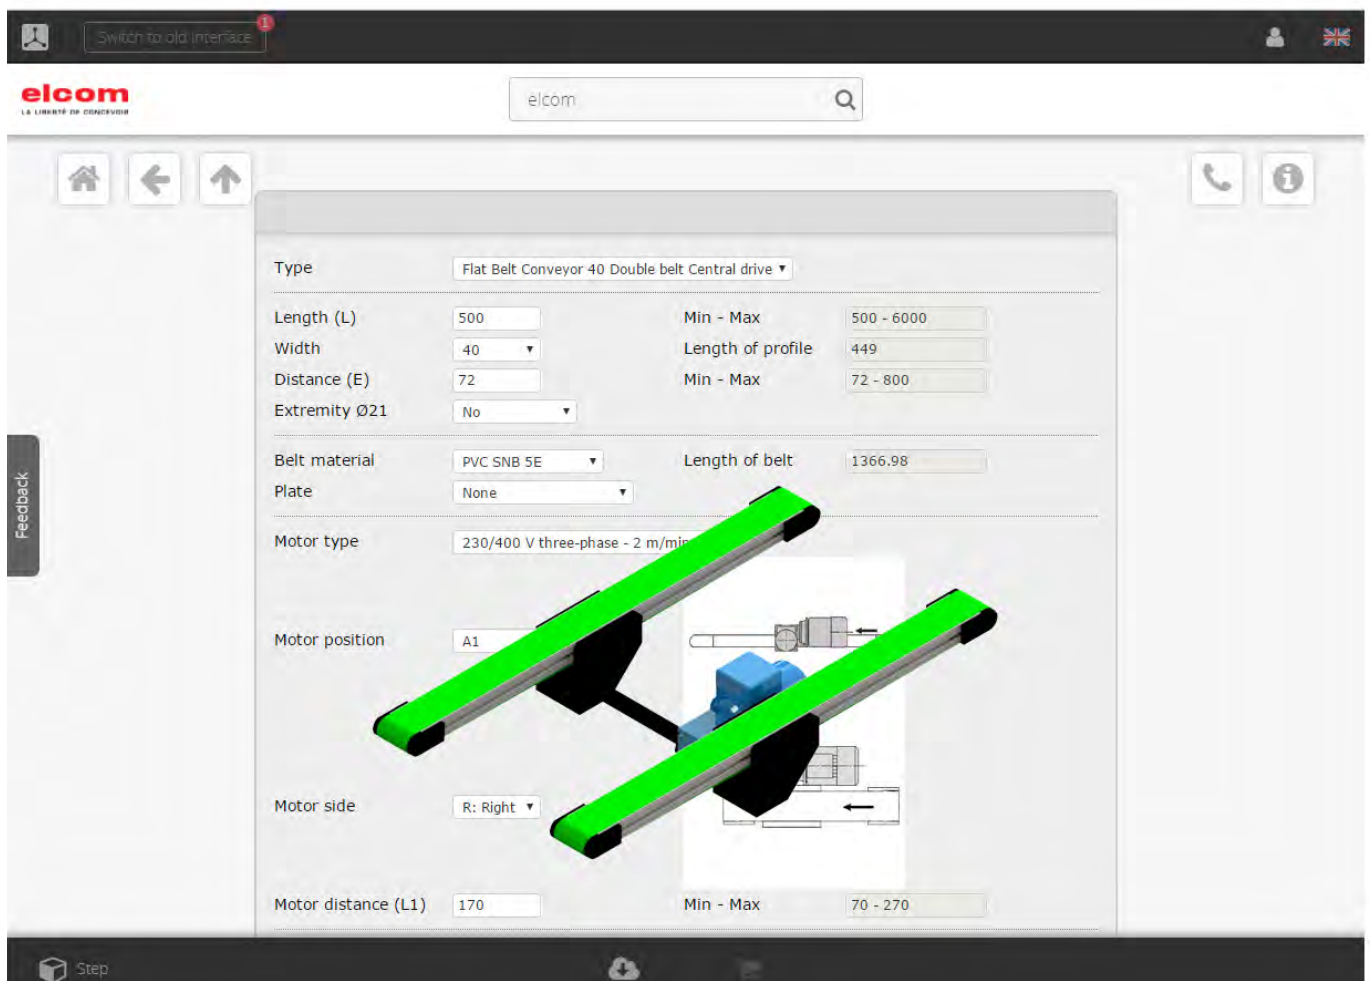 Switch to old interface
1
elcom
LA LIBERTÉ DE CONCEVOIR
elcom
Type Flat Belt Conveyor 40 Double belt Central drive
Length (L) 500 Min - Max 500 - 6000
Width 40 Length of profile 449
Distance (E) 72 Min - Max 72 - 800
Extremity Ø21 No
Belt material PVC SNB 5E Length of belt 1366.98
Plate None
Feedback
Motor type 230/400 V three-phase - 2 m/min
Motor position A1
Motor side R: Right
Motor distance (L1) 170 Min - Max 70 - 270
Step